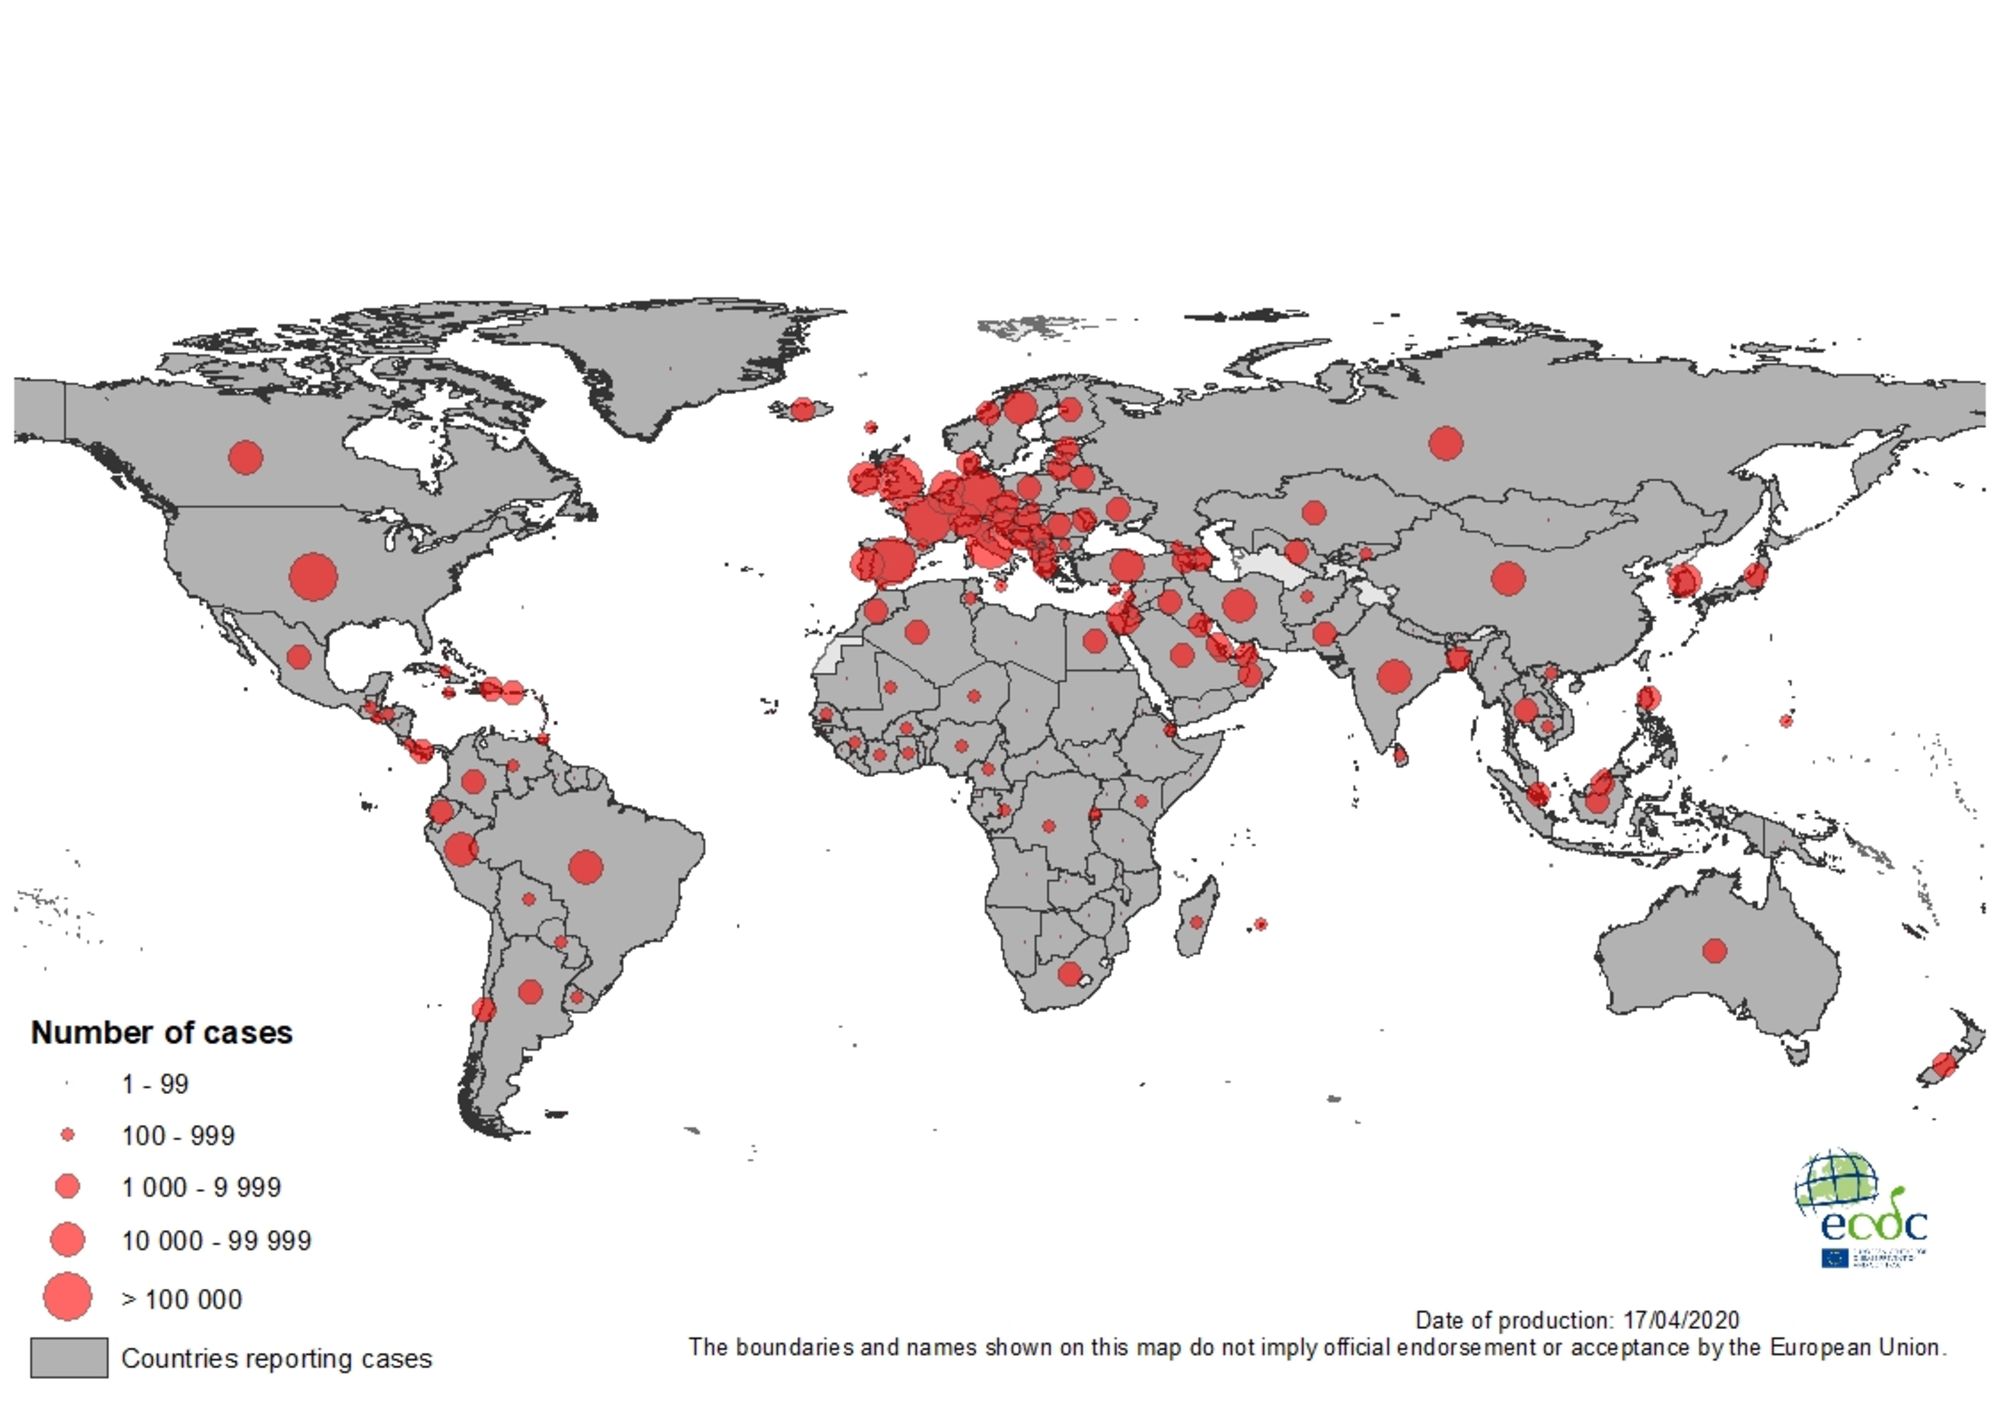 Number of cases
1 - 99
100 - 999
1 000 - 9 999
10 000 - 99 999
> 100 000
Countries reporting cases
ecdc
Date of production: 17/04/2020
The boundaries and names shown on this map do not imply official endorsement or acceptance by the European Union.